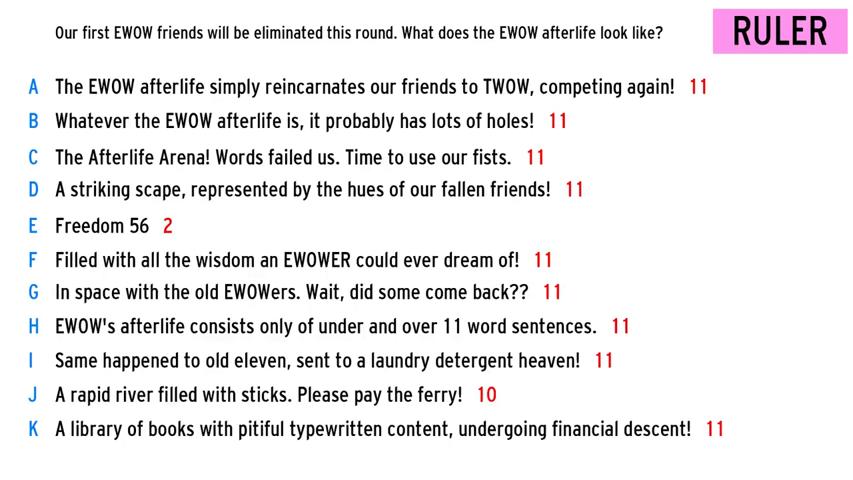 Our first EWOW friends will be eliminated this round. What does the EWOW afterlife look like?
RULER
A The EWOW afterlife simply reincarnates our friends to TWOW, competing again! 11
B Whatever the EWOW afterlife is, it probably has lots of holes! 11
C The Afterlife Arena! Words failed us. Time to use our fists. 11
D A striking scape, represented by the hues of our fallen friends! 11
E Freedom 56 2
F Filled with all the wisdom an EWOWER could ever dream of! 11
G In space with the old EWOWers. Wait, did some come back?? 11
H EWOW's afterlife consists only of under and over 11 word sentences. 11
I Same happened to old eleven, sent to a laundry detergent heaven! 11
J A rapid river filled with sticks. Please pay the ferry! 10
K A library of books with pitiful typewritten content, undergoing financial descent! 11